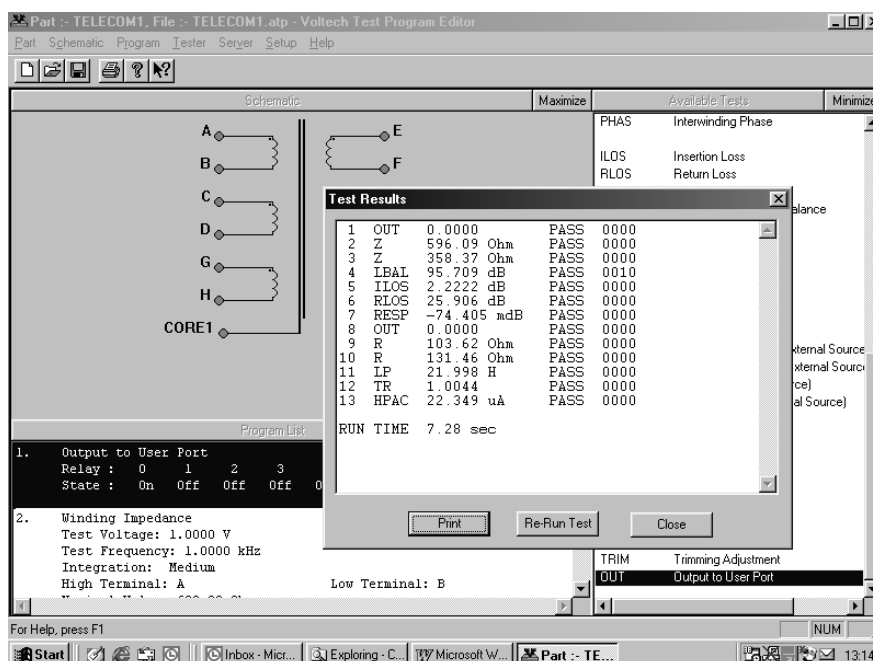 Part :- TELECOM1, File :- TELECOM1.atp - Voltech Test Program Editor
Part Schematic Program Tester Server Setup Help
Schematic Maximize Available Tests Minimize
A
B
C
D
G
H
CORE1
E
F
PHAS Interwinding Phase
ILOS Insertion Loss
RLOS Return Loss
alance
xternal Source
xternal Sourc
rce)
al Source)
TRIM Trimming Adjustment
OUT Output to User Port
Test Results
1 OUT 0.0000 PASS 0000
2 Z 596.09 Ohm PASS 0000
3 Z 358.37 Ohm PASS 0000
4 LBAL 95.709 dB PASS 0010
5 ILOS 2.2222 dB PASS 0000
6 RLOS 25.906 dB PASS 0000
7 RESP -74.405 mdB PASS 0000
8 OUT 0.0000 PASS 0000
9 R 103.62 Ohm PASS 0000
10 R 131.46 Ohm PASS 0000
11 LP 21.998 H PASS 0000
12 TR 1.0044 PASS 0000
13 HPAC 22.349 uA PASS 0000
RUN TIME 7.28 sec
Print Re-Run Test Close
Program List
1. Output to User Port
Relay : 0 1 2 3
State : On Off Off Off 0
2. Winding Impedance
Test Voltage: 1.0000 V
Test Frequency: 1.0000 kHz
Integration: Medium
High Terminal: A Low Terminal: B
For Help, press F1 NUM
Start Inbox - Micr... Exploring - C... Microsoft W... Part :- TE... 13:14